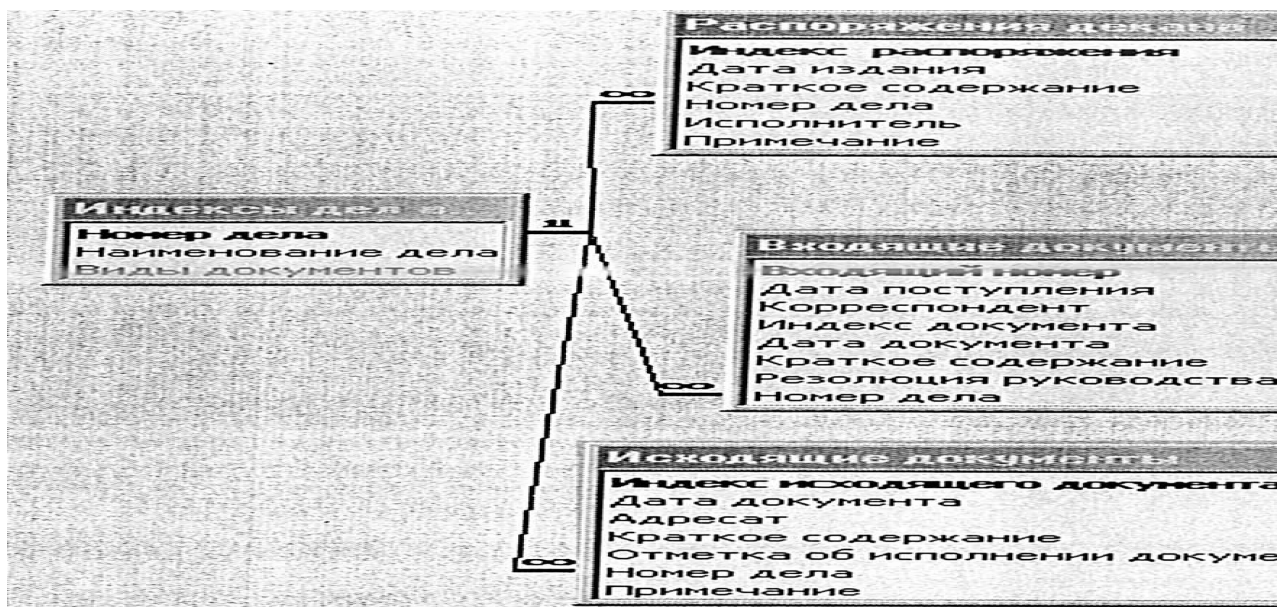 Распоряжения декана
Индекс распоряжения
Дата издания
Краткое содержание
Номер дела
Исполнитель
Примечание
∞
Индексы дел
1
Номер дела
Наименование дела
Виды документов
Входящие документы
Входящий номер
Дата поступления
Корреспондент
Индекс документа
Дата документа
Краткое содержание
Резолюция руководства
Номер дела
∞
Исходящие документы
Индекс исходящего документа
Дата документа
Адресат
Краткое содержание
Отметка об исполнении докуме
Номер дела
Примечание
∞